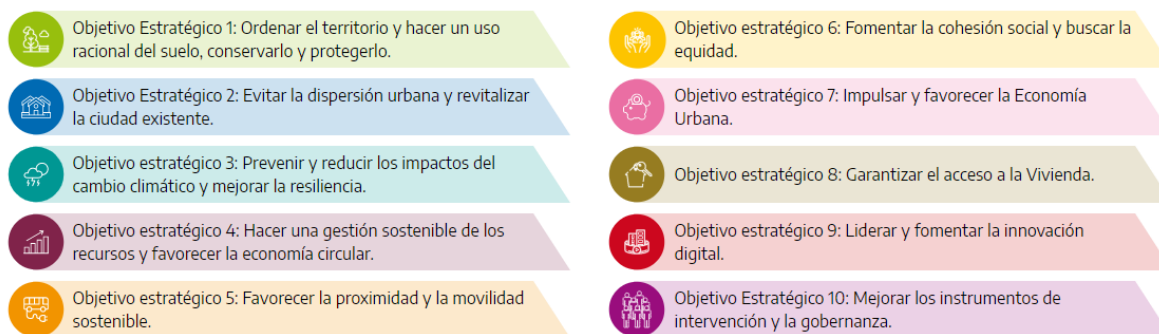 Objetivo Estratégico 1: Ordenar el territorio y hacer un uso
racional del suelo, conservarlo y protegerlo.
Objetivo Estratégico 2: Evitar la dispersión urbana y revitalizar
la ciudad existente.
Objetivo estratégico 3: Prevenir y reducir los impactos del
cambio climático y mejorar la resiliencia.
Objetivo estratégico 4: Hacer una gestión sostenible de los
recursos y favorecer la economía circular.
Objetivo estratégico 5: Favorecer la proximidad y la movilidad
sostenible.
Objetivo estratégico 6: Fomentar la cohesión social y buscar la
equidad.
Objetivo estratégico 7: Impulsar y favorecer la Economía
Urbana.
Objetivo estratégico 8: Garantizar el acceso a la Vivienda.
Objetivo estratégico 9: Liderar y fomentar la innovación
digital.
Objetivo Estratégico 10: Mejorar los instrumentos de
intervención y la gobernanza.